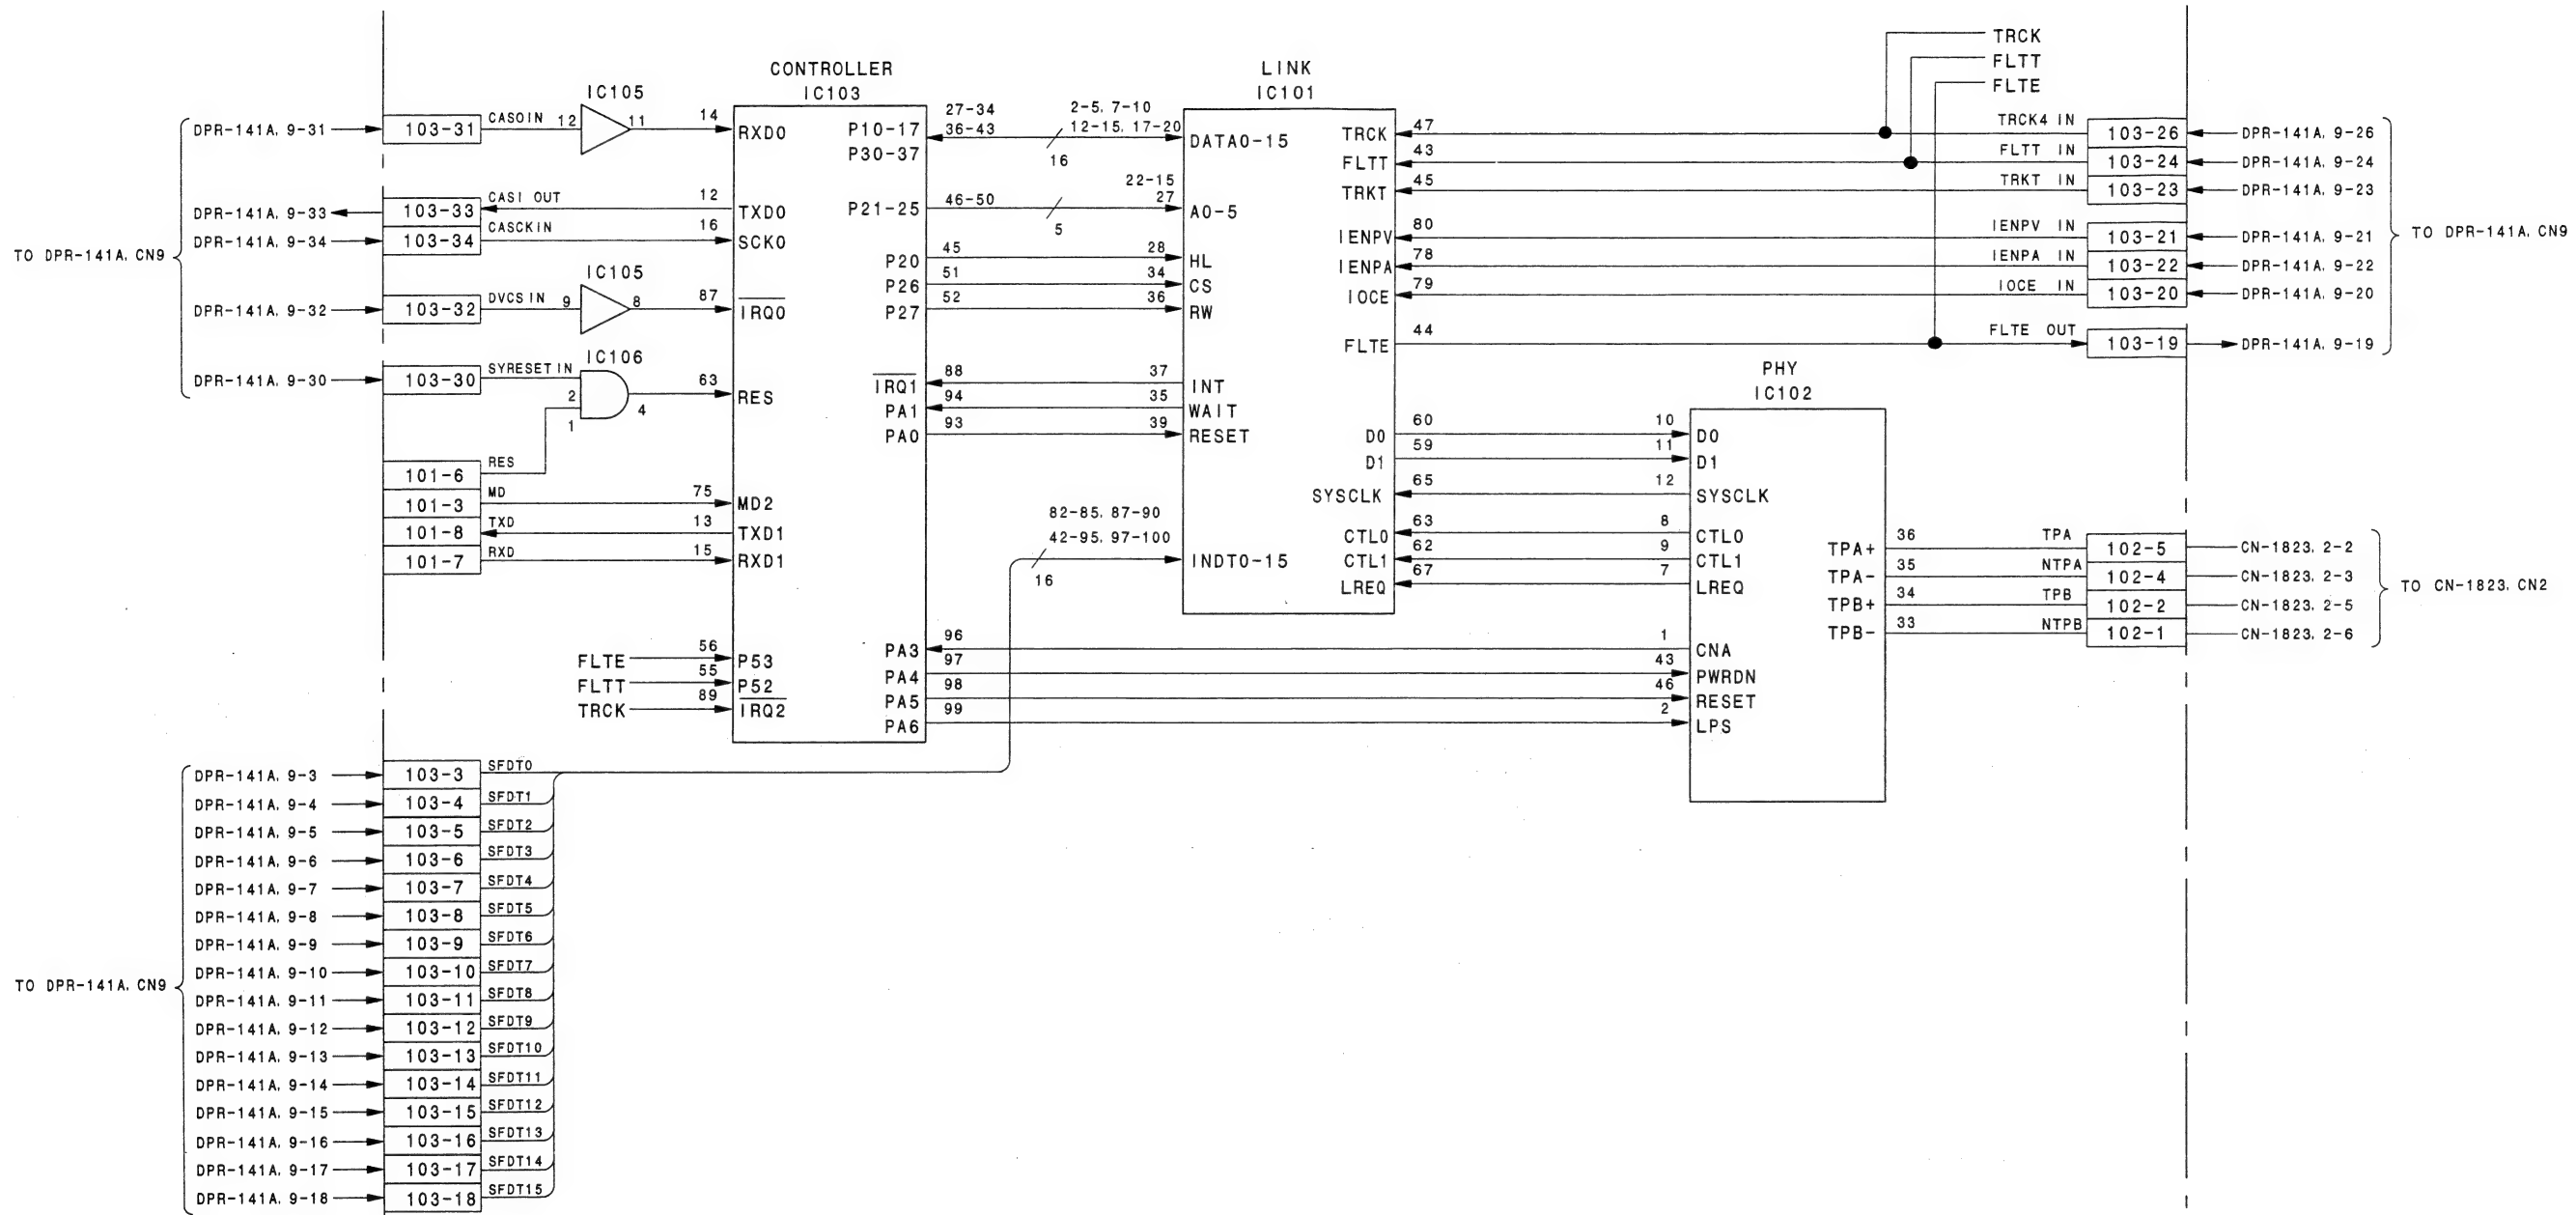 TO DPR-141A, CN9
DPR-141A, 9-31
103-31
CASOIN
12
IC105
11
14
DPR-141A, 9-33
103-33
CASI OUT
12
DPR-141A, 9-34
103-34
CASCKIN
16
DPR-141A, 9-32
103-32
DVCS IN
9
IC105
8
87
DPR-141A, 9-30
103-30
SYRESET IN
IC106
2
1
4
63
101-6
RES
101-3
MD
75
101-8
TXD
13
101-7
RXD
15
FLTE
56
FLTT
55
TRCK
89
CONTROLLER
IC103
RXD0
TXD0
SCK0
IRQ0
RES
MD2
TXD1
RXD1
P53
P52
IRQ2
P10-17
P30-37
P21-25
P20
P26
P27
IRQ1
PA1
PA0
PA3
PA4
PA5
PA6
27-34
36-43
2-5, 7-10
12-15, 17-20
16
46-50
22-15
27
5
45
28
51
34
52
36
88
37
94
35
93
39
82-85, 87-90
42-95, 97-100
16
96
1
97
43
98
46
99
2
LINK
IC101
DATA0-15
A0-5
HL
CS
RW
INT
WAIT
RESET
INDT0-15
TRCK
FLTT
TRKT
IENPV
IENPA
IOCE
FLTE
D0
D1
SYSCLK
CTL0
CTL1
LREQ
47
43
45
80
78
79
44
60
10
59
11
65
12
63
8
62
9
67
7
PHY
IC102
D0
D1
SYSCLK
CTL0
CTL1
LREQ
CNA
PWRDN
RESET
LPS
TPA+
TPA-
TPB+
TPB-
TRCK
FLTT
FLTE
TRCK4 IN
103-26
DPR-141A, 9-26
FLTT IN
103-24
DPR-141A, 9-24
TRKT IN
103-23
DPR-141A, 9-23
IENPV IN
103-21
DPR-141A, 9-21
IENPA IN
103-22
DPR-141A, 9-22
IOCE IN
103-20
DPR-141A, 9-20
FLTE OUT
103-19
DPR-141A, 9-19
TO DPR-141A, CN9
36
TPA
102-5
CN-1823, 2-2
35
NTPA
102-4
CN-1823, 2-3
34
TPB
102-2
CN-1823, 2-5
33
NTPB
102-1
CN-1823, 2-6
TO CN-1823, CN2
TO DPR-141A, CN9
DPR-141A, 9-3
103-3
SFDT0
DPR-141A, 9-4
103-4
SFDT1
DPR-141A, 9-5
103-5
SFDT2
DPR-141A, 9-6
103-6
SFDT3
DPR-141A, 9-7
103-7
SFDT4
DPR-141A, 9-8
103-8
SFDT5
DPR-141A, 9-9
103-9
SFDT6
DPR-141A, 9-10
103-10
SFDT7
DPR-141A, 9-11
103-11
SFDT8
DPR-141A, 9-12
103-12
SFDT9
DPR-141A, 9-13
103-13
SFDT10
DPR-141A, 9-14
103-14
SFDT11
DPR-141A, 9-15
103-15
SFDT12
DPR-141A, 9-16
103-16
SFDT13
DPR-141A, 9-17
103-17
SFDT14
DPR-141A, 9-18
103-18
SFDT15